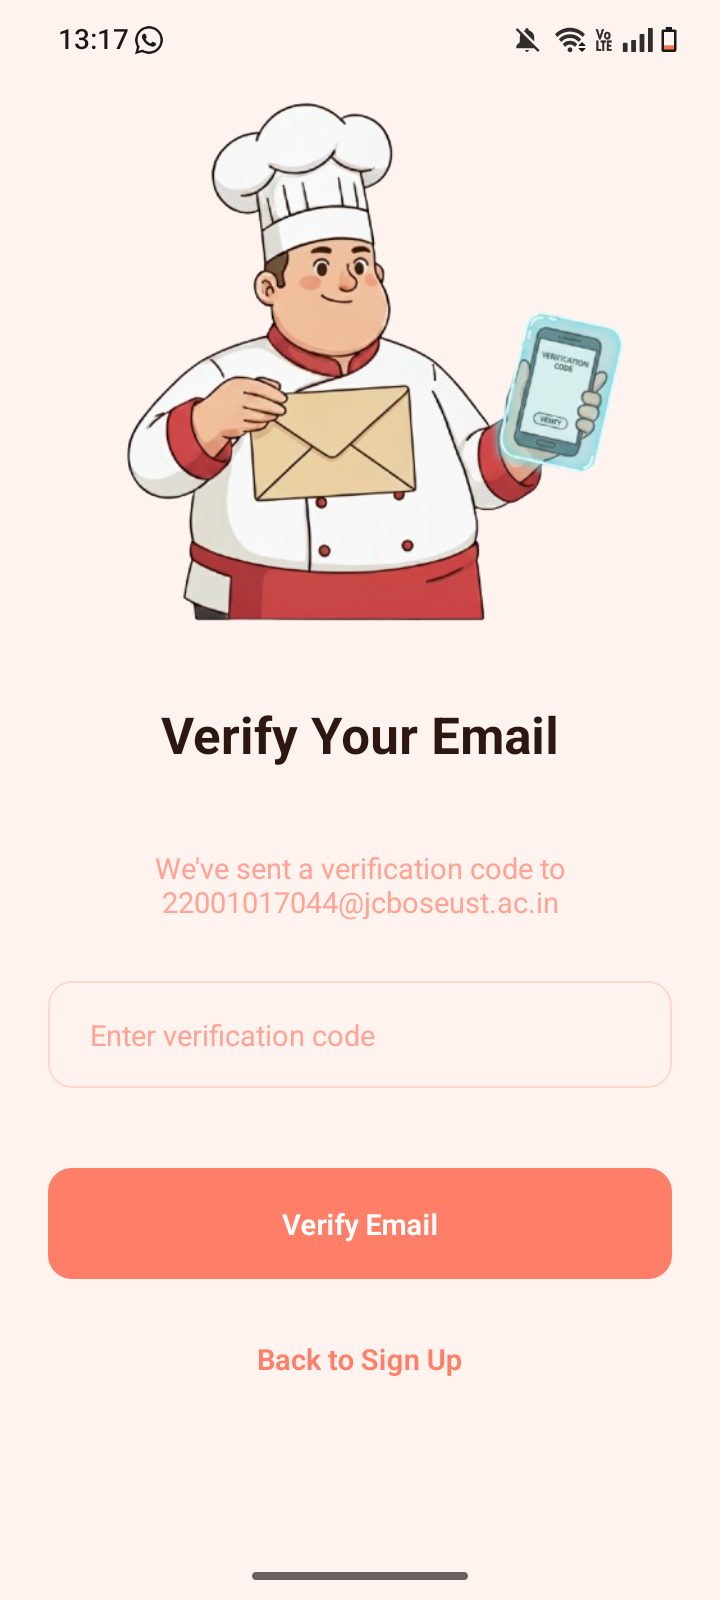 13:17
Vo
LTE
VERIFICATION
CODE
VERIFY
Verify Your Email
We've sent a verification code to
22001017044@jcboseust.ac.in
Enter verification code
Verify Email
Back to Sign Up